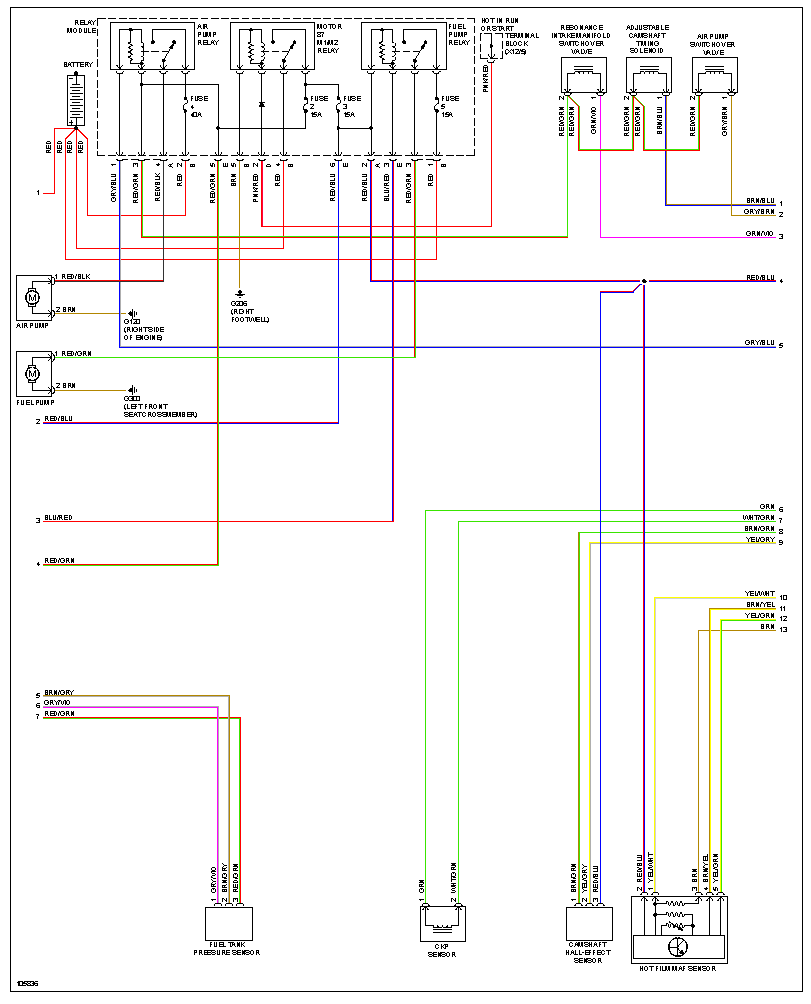 RELAY
MODULE
AIR
PUMP
RELAY
MOTOR
87
M1/M2
RELAY
FUEL
PUMP
RELAY
HOT IN RUN
OR START
TERMINAL
BLOCK
(X12/5)
RESONANCE
INTAKE MANIFOLD
SWITCHOVER
VALVE
ADJUSTABLE
CAMSHAFT
TIMING
SOLENOID
AIR PUMP
SWITCHOVER
VALVE
BATTERY
FUSE
4
40A
FUSE
2
15A
FUSE
3
15A
FUSE
5
15A
PNK/RED
2 1 2 1 2 1
RED/GRN
RED/GRN
GRN/VIO
RED/GRN
RED/GRN
BRN/BLU
RED/GRN
GRY/BRN
RED
RED
RED
RED
1 3 4 A 2 B 5 E 5 B 2 D 4 B 6 E 2 A 3 E 3 A 1 B
GRY/BLU
RED/GRN
RED/BLK
RED
RED/GRN
BRN
PNK/RED
RED
RED/BLU
RED/BLU
BLU/RED
RED/GRN
RED
1
BRN/BLU 1
GRY/BRN 2
GRN/VIO 3
RED/BLU 4
GRY/BLU 5
1 RED/BLK
M
2 BRN
AIR PUMP
G120
(RIGHT SIDE
OF ENGINE)
G206
(RIGHT
FOOTWELL)
1 RED/GRN
M
2 BRN
FUEL PUMP
G303
(LEFT FRONT
SEAT CROSSMEMBER)
2 RED/BLU
3 BLU/RED
4 RED/GRN
GRN 6
WHT/GRN 7
BRN/GRN 8
YEL/GRY 9
YEL/WHT 10
BRN/YEL 11
YEL/GRN 12
BRN 13
5 BRN/GRY
6 GRY/VIO
7 RED/GRN
1 GRY/VIO
2 BRN/GRY
3 RED/GRN
FUEL TANK
PRESSURE SENSOR
1 GRN
2 WHT/GRN
CKP
SENSOR
1 BRN/GRN
2 YEL/GRY
3 RED/BLU
CAMSHAFT
HALL-EFFECT
SENSOR
2 RED/BLU
1 YEL/WHT
3 BRN
4 BRN/YEL
5 YEL/GRN
HOT FILM MAF SENSOR